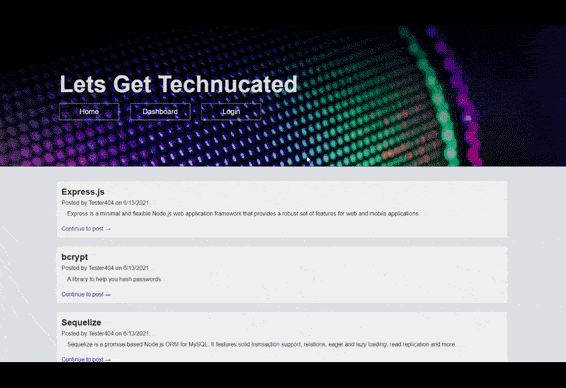 Lets Get Technucated
Home Dashboard Login
Express.js
Posted by Tester404 on 6/13/2021
Express is a minimal and flexible Node.js web application framework that provides a robust set of features for web and mobile applications.
Continue to post →
bcrypt
Posted by Tester404 on 6/13/2021
A library to help you hash passwords
Continue to post →
Sequelize
Posted by Tester404 on 6/13/2021
Sequelize is a promise-based Node.js ORM for MySQL. It features solid transaction support, relations, eager and lazy loading, read replication and more
Continue to post →